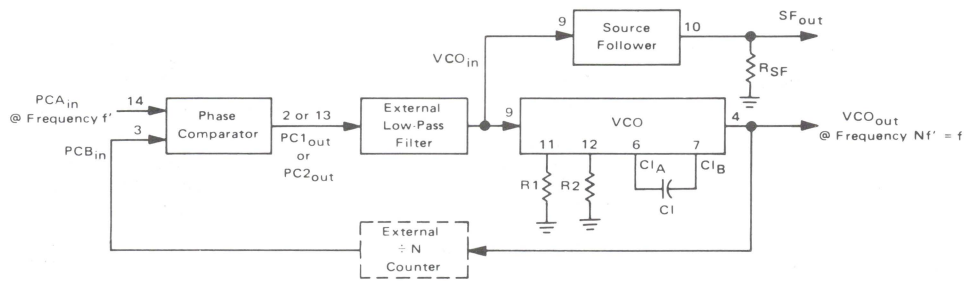 9
Source
Follower
10
SFout
RSF
VCOin
PCAin
@ Frequency f'
14
3
PCBin
Phase
Comparator
2 or 13
PC1out
or
PC2out
External
Low-Pass
Filter
9
VCO
4
VCOout
@ Frequency Nf' = f
11
12
6
7
R1
R2
CIA
CIB
CI
External
÷ N
Counter